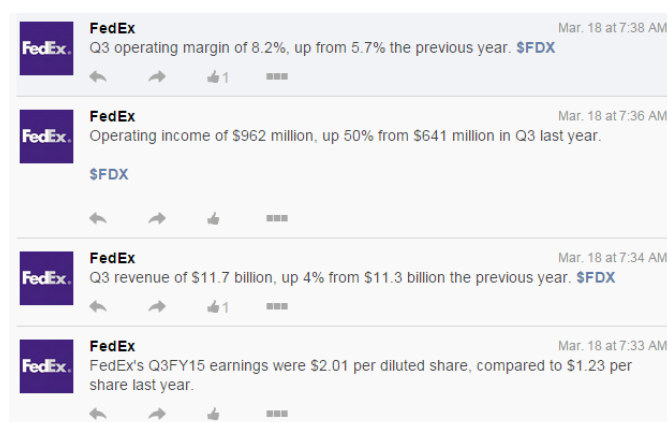 FedEx Mar. 18 at 7:38 AM
FedEx. Q3 operating margin of 8.2%, up from 5.7% the previous year. $FDX
1
FedEx Mar. 18 at 7:36 AM
FedEx. Operating income of $962 million, up 50% from $641 million in Q3 last year.
$FDX
FedEx Mar. 18 at 7:34 AM
FedEx. Q3 revenue of $11.7 billion, up 4% from $11.3 billion the previous year. $FDX
1
FedEx Mar. 18 at 7:33 AM
FedEx. FedEx's Q3FY15 earnings were $2.01 per diluted share, compared to $1.23 per
share last year.